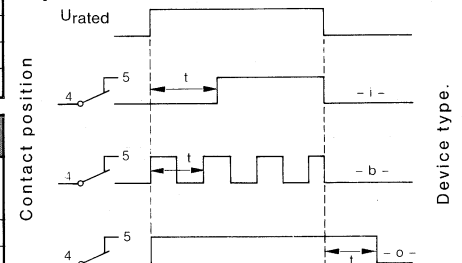 Urated
Contact position
Device type.
5
4
t
- i -
5
4
t
- b -
5
4
t
- o -